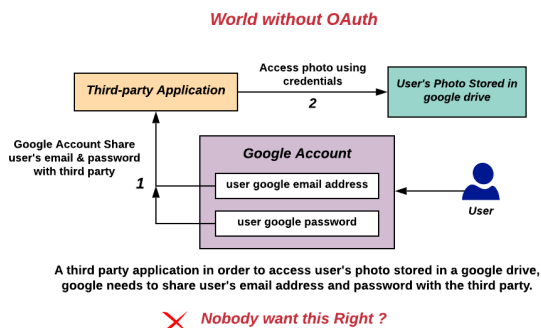 World without OAuth
Third-party Application
Access photo using
credentials
2
User's Photo Stored in
google drive
Google Account Share
user's email & password
with third party
1
Google Account
user google email address
user google password
User
A third party application in order to access user's photo stored in a google drive,
google needs to share user's email address and password with the third party.
Nobody want this Right ?